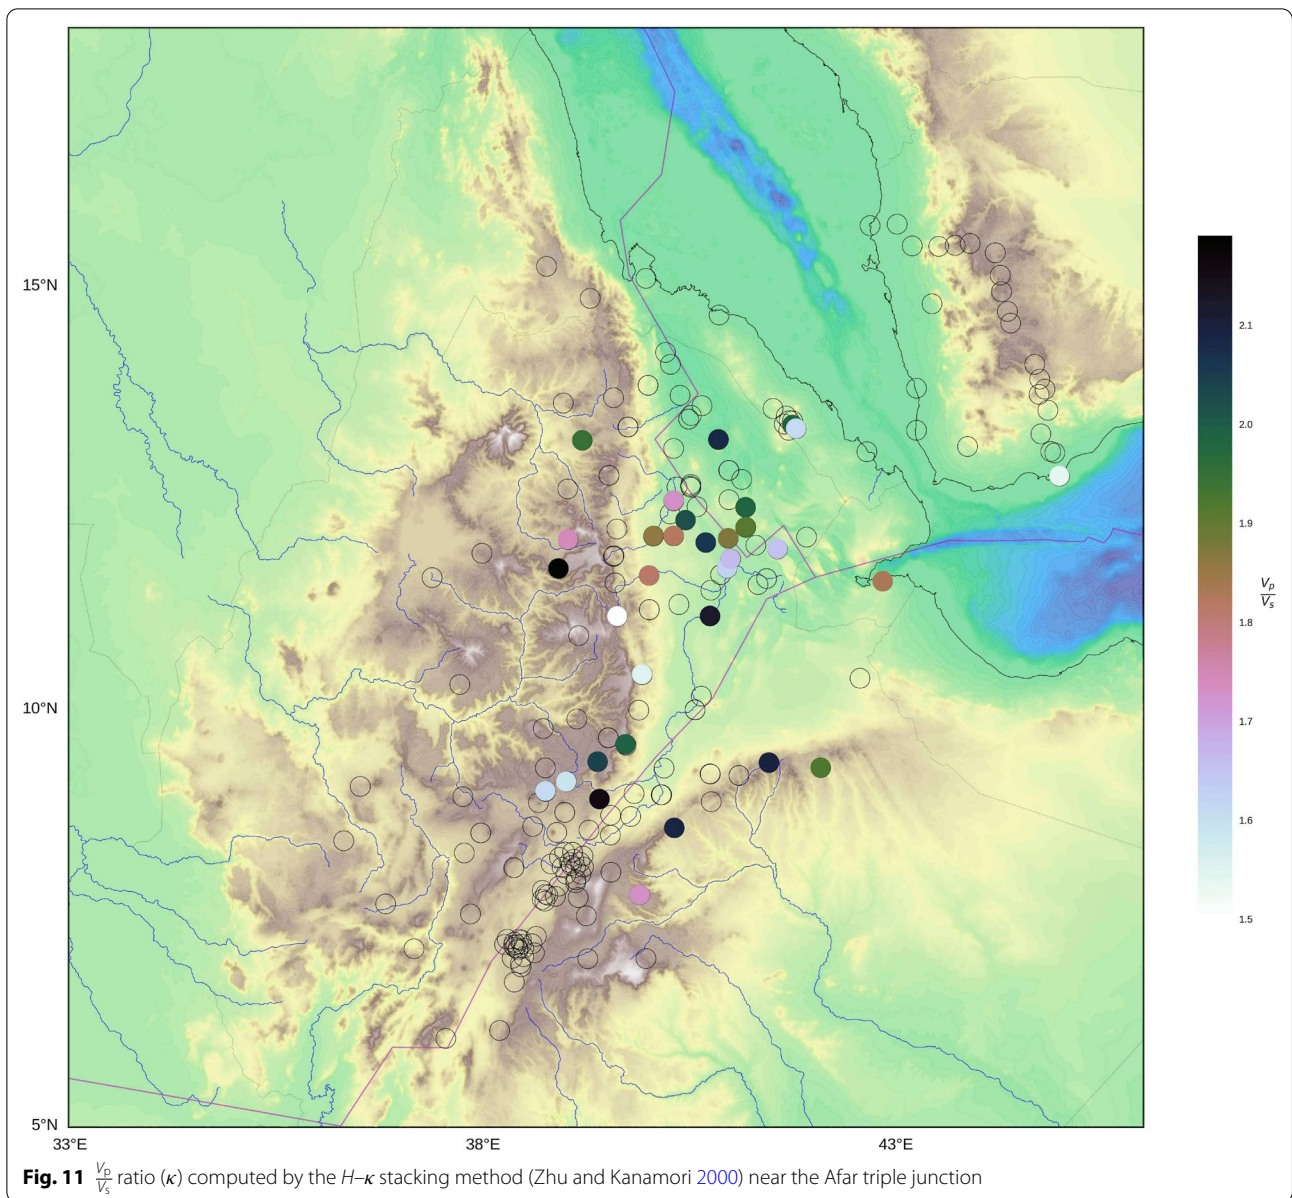 15°N
10°N
5°N
33°E
38°E
43°E
2.1
2.0
1.9
1.8
1.7
1.6
1.5
Vp
Vs
Fig. 11 Vp/Vs ratio (κ) computed by the H–κ stacking method (Zhu and Kanamori 2000) near the Afar triple junction